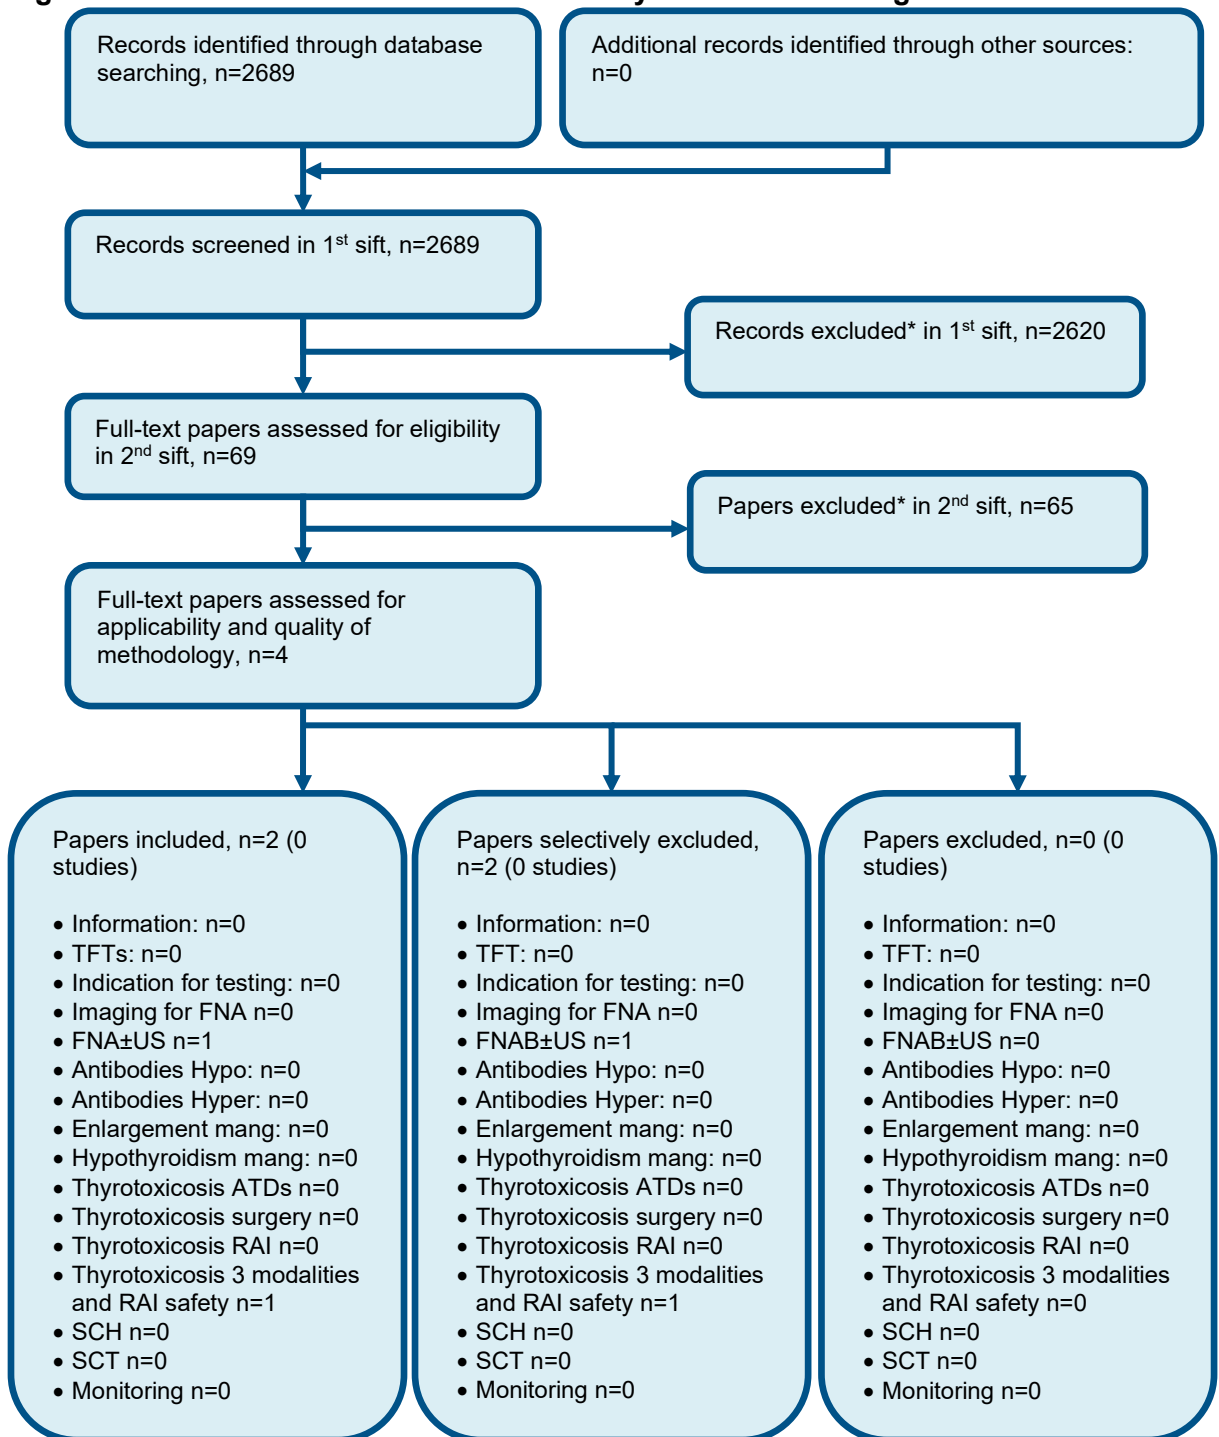 Records identified through database
searching, n=2689
Additional records identified through other sources:
n=0
Records screened in 1st sift, n=2689
Records excluded* in 1st sift, n=2620
Full-text papers assessed for eligibility
in 2nd sift, n=69
Papers excluded* in 2nd sift, n=65
Full-text papers assessed for
applicability and quality of
methodology, n=4
Papers included, n=2 (0
studies)
• Information: n=0
• TFTs: n=0
• Indication for testing: n=0
• Imaging for FNA n=0
• FNA±US n=1
• Antibodies Hypo: n=0
• Antibodies Hyper: n=0
• Enlargement mang: n=0
• Hypothyroidism mang: n=0
• Thyrotoxicosis ATDs n=0
• Thyrotoxicosis surgery n=0
• Thyrotoxicosis RAI n=0
• Thyrotoxicosis 3 modalities
and RAI safety n=1
• SCH n=0
• SCT n=0
• Monitoring n=0
Papers selectively excluded,
n=2 (0 studies)
• Information: n=0
• TFT: n=0
• Indication for testing: n=0
• Imaging for FNA n=0
• FNAB±US n=1
• Antibodies Hypo: n=0
• Antibodies Hyper: n=0
• Enlargement mang: n=0
• Hypothyroidism mang: n=0
• Thyrotoxicosis ATDs n=0
• Thyrotoxicosis surgery n=0
• Thyrotoxicosis RAI n=0
• Thyrotoxicosis 3 modalities
and RAI safety n=1
• SCH n=0
• SCT n=0
• Monitoring n=0
Papers excluded, n=0 (0
studies)
• Information: n=0
• TFT: n=0
• Indication for testing: n=0
• Imaging for FNA n=0
• FNAB±US n=0
• Antibodies Hypo: n=0
• Antibodies Hyper: n=0
• Enlargement mang: n=0
• Hypothyroidism mang: n=0
• Thyrotoxicosis ATDs n=0
• Thyrotoxicosis surgery n=0
• Thyrotoxicosis RAI n=0
• Thyrotoxicosis 3 modalities
and RAI safety n=0
• SCH n=0
• SCT n=0
• Monitoring n=0